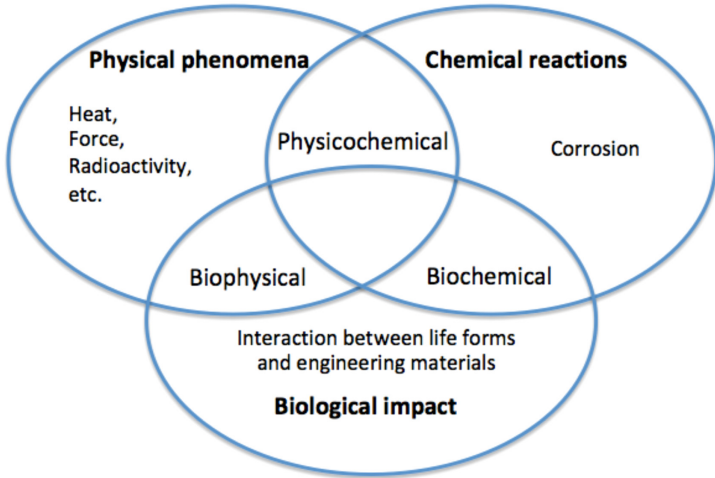 Physical phenomena
Chemical reactions
Heat,
Force,
Radioactivity,
etc.
Physicochemical
Corrosion
Biophysical
Biochemical
Interaction between life forms
and engineering materials
Biological impact